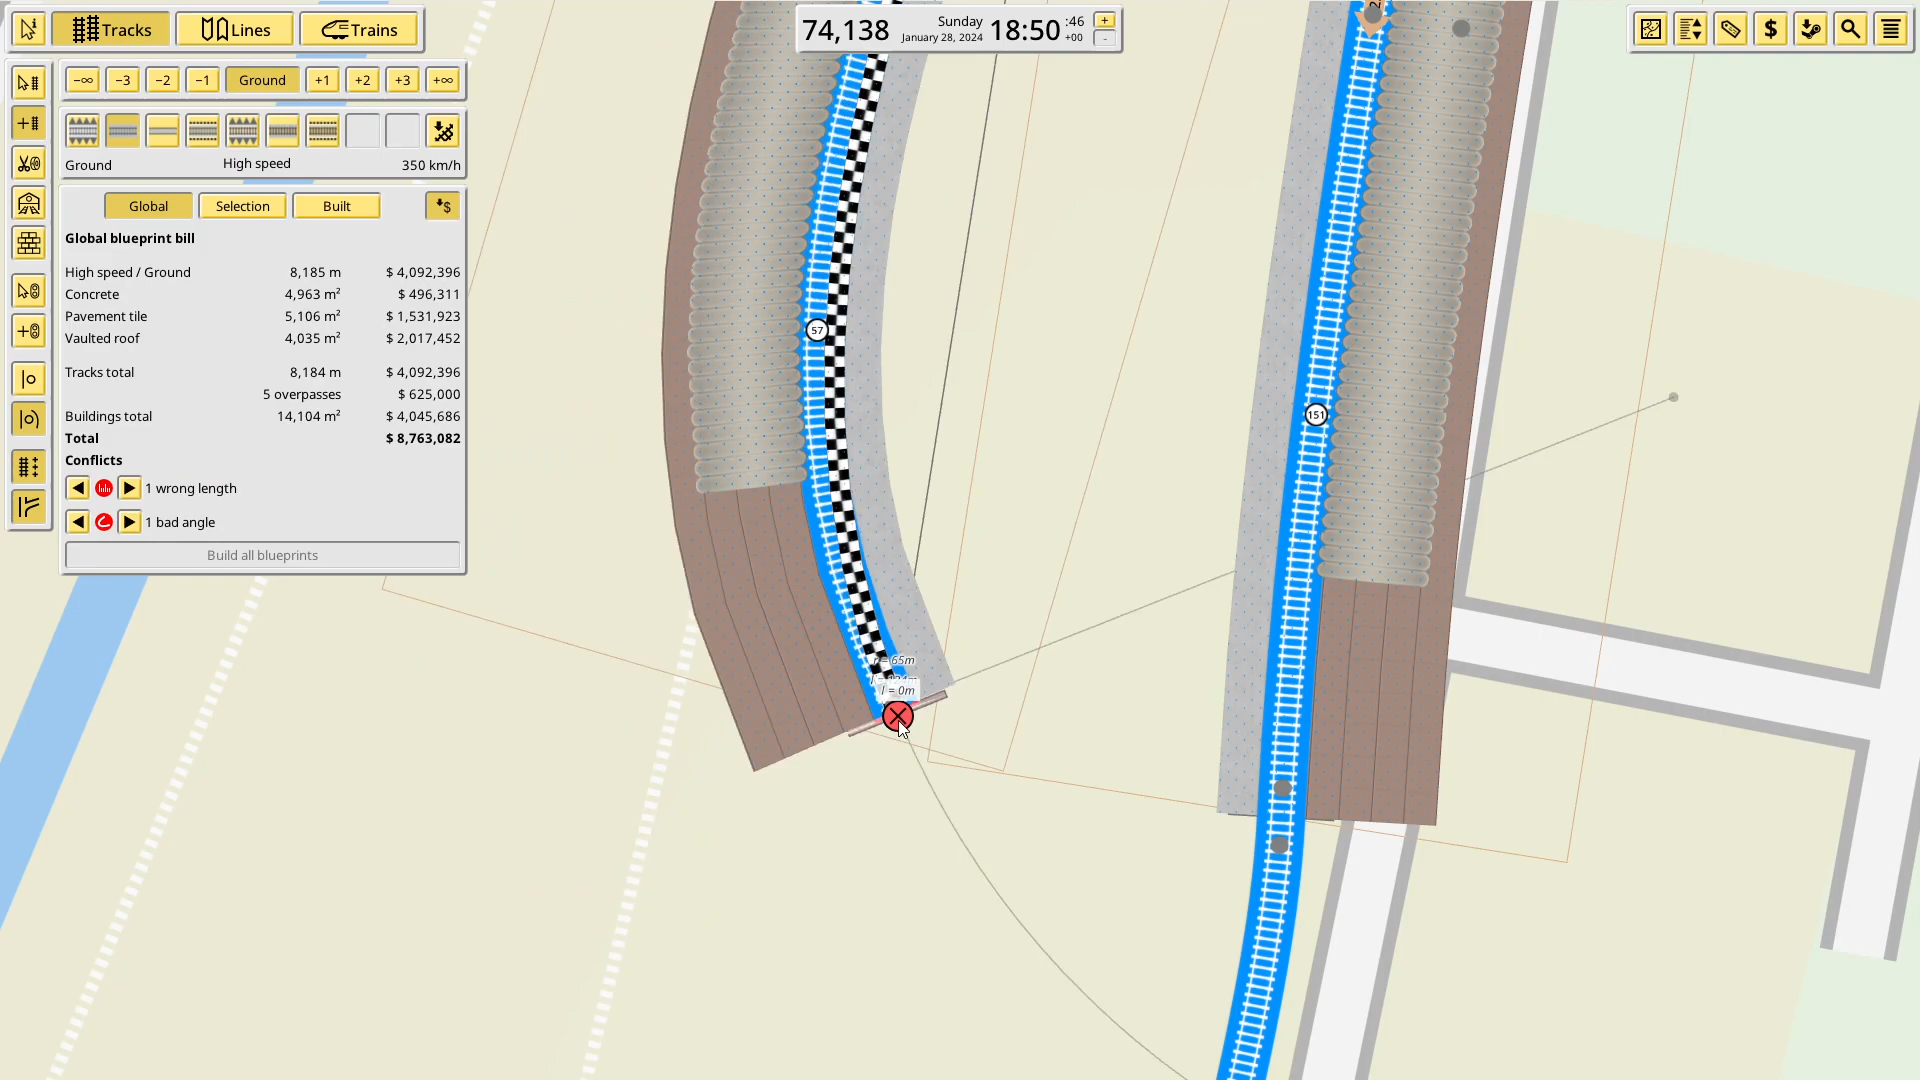 Tracks
Lines
Trains
74,138
Sunday
January 28, 2024
18:50
:46
+00
+
-
−∞
−3
−2
−1
Ground
+1
+2
+3
+∞
Ground
High speed
350 km/h
Global
Selection
Built
$
Global blueprint bill
High speed / Ground 8,185 m $ 4,092,396
Concrete 4,963 m² $ 496,311
Pavement tile 5,106 m² $ 1,531,923
Vaulted roof 4,035 m² $ 2,017,452
Tracks total 8,184 m $ 4,092,396
5 overpasses $ 625,000
Buildings total 14,104 m² $ 4,045,686
Total $ 8,763,082
Conflicts
1 wrong length
1 bad angle
Build all blueprints
57
151
2
r = 65m
l = 0m
$